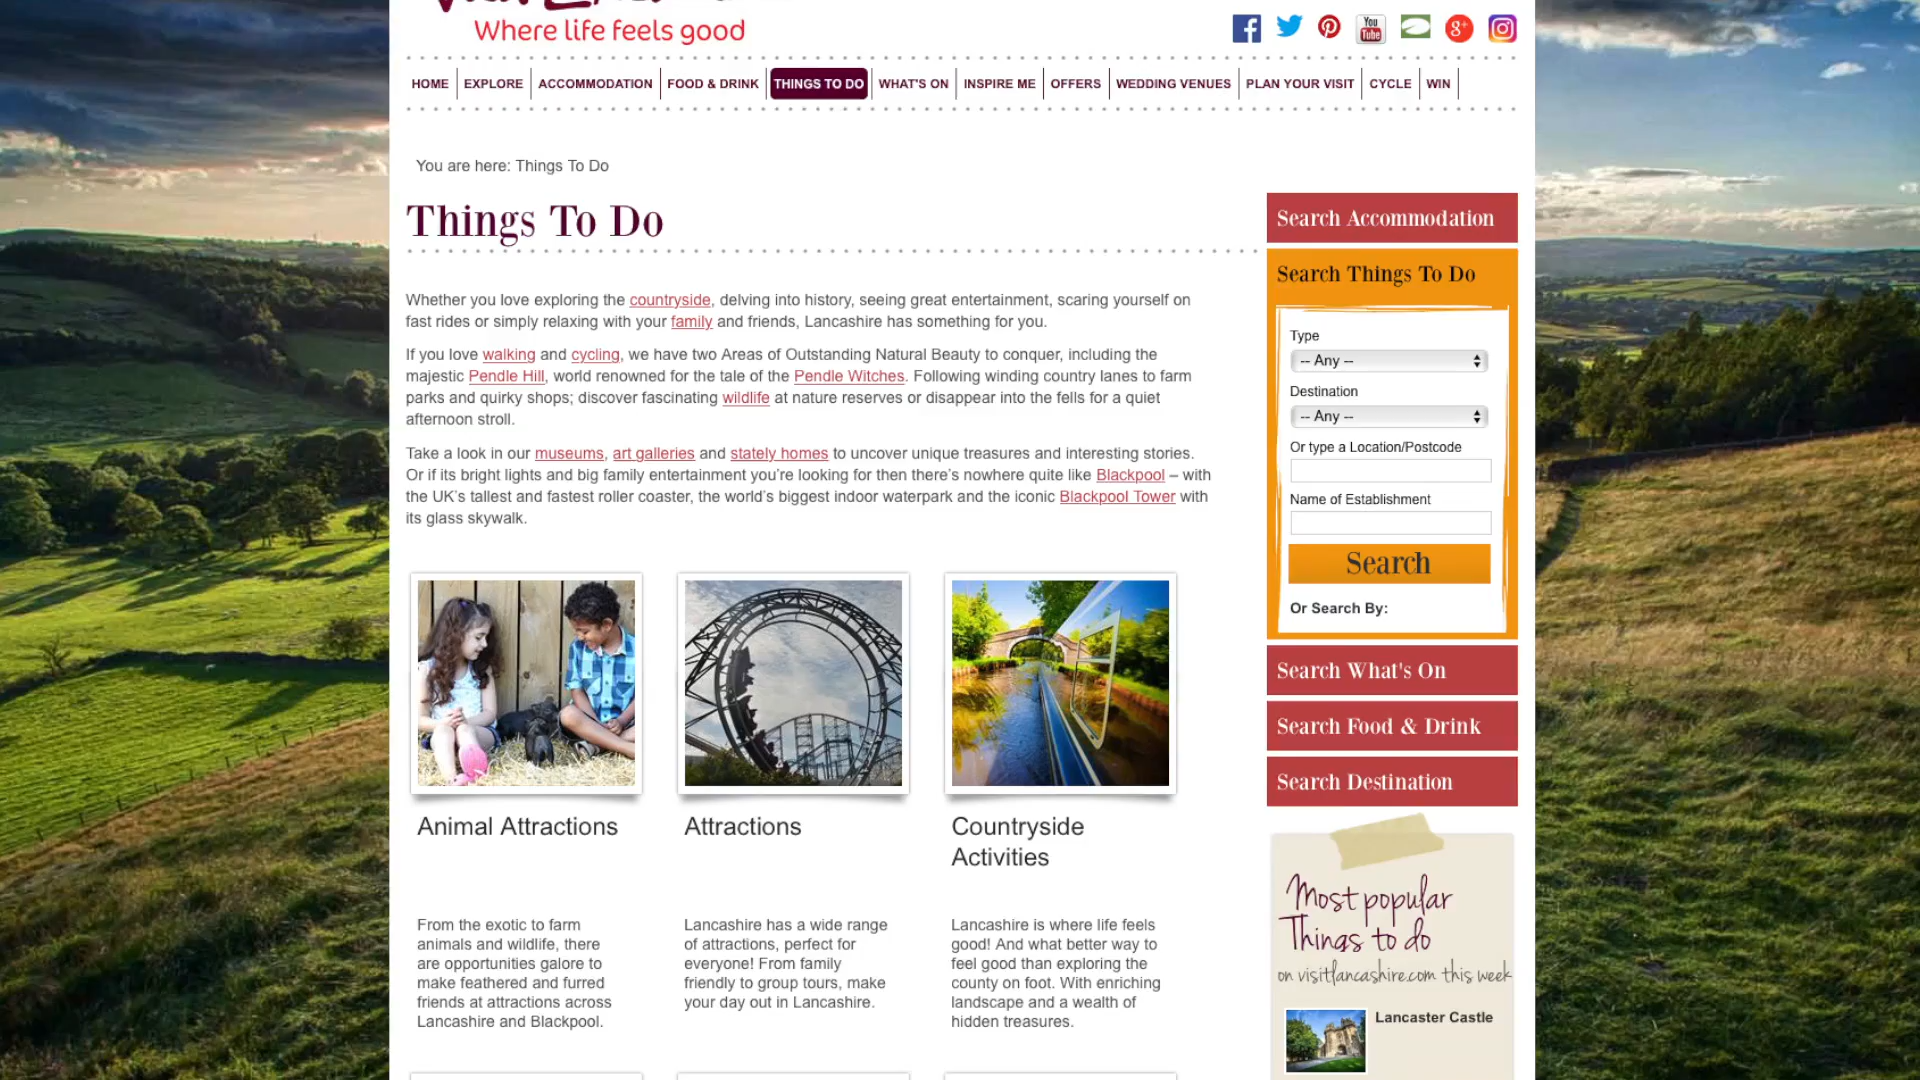 Where life feels good
You Tube
HOME EXPLORE ACCOMMODATION FOOD & DRINK THINGS TO DO WHAT'S ON INSPIRE ME OFFERS WEDDING VENUES PLAN YOUR VISIT CYCLE WIN
You are here: Things To Do
Things To Do
Whether you love exploring the countryside, delving into history, seeing great entertainment, scaring yourself on
fast rides or simply relaxing with your family and friends, Lancashire has something for you.
If you love walking and cycling, we have two Areas of Outstanding Natural Beauty to conquer, including the
majestic Pendle Hill, world renowned for the tale of the Pendle Witches. Following winding country lanes to farm
parks and quirky shops; discover fascinating wildlife at nature reserves or disappear into the fells for a quiet
afternoon stroll.
Take a look in our museums, art galleries and stately homes to uncover unique treasures and interesting stories.
Or if its bright lights and big family entertainment you're looking for then there's nowhere quite like Blackpool – with
the UK's tallest and fastest roller coaster, the world's biggest indoor waterpark and the iconic Blackpool Tower with
its glass skywalk.
Animal Attractions
From the exotic to farm
animals and wildlife, there
are opportunities galore to
make feathered and furred
friends at attractions across
Lancashire and Blackpool.
Attractions
Lancashire has a wide range
of attractions, perfect for
everyone! From family
friendly to group tours, make
your day out in Lancashire.
Countryside
Activities
Lancashire is where life feels
good! And what better way to
feel good than exploring the
county on foot. With enriching
landscape and a wealth of
hidden treasures.
Search Accommodation
Search Things To Do
Type
-- Any --
Destination
-- Any --
Or type a Location/Postcode
Name of Establishment
Search
Or Search By:
Search What's On
Search Food & Drink
Search Destination
Most popular
Things to do
on visitlancashire.com this week
Lancaster Castle